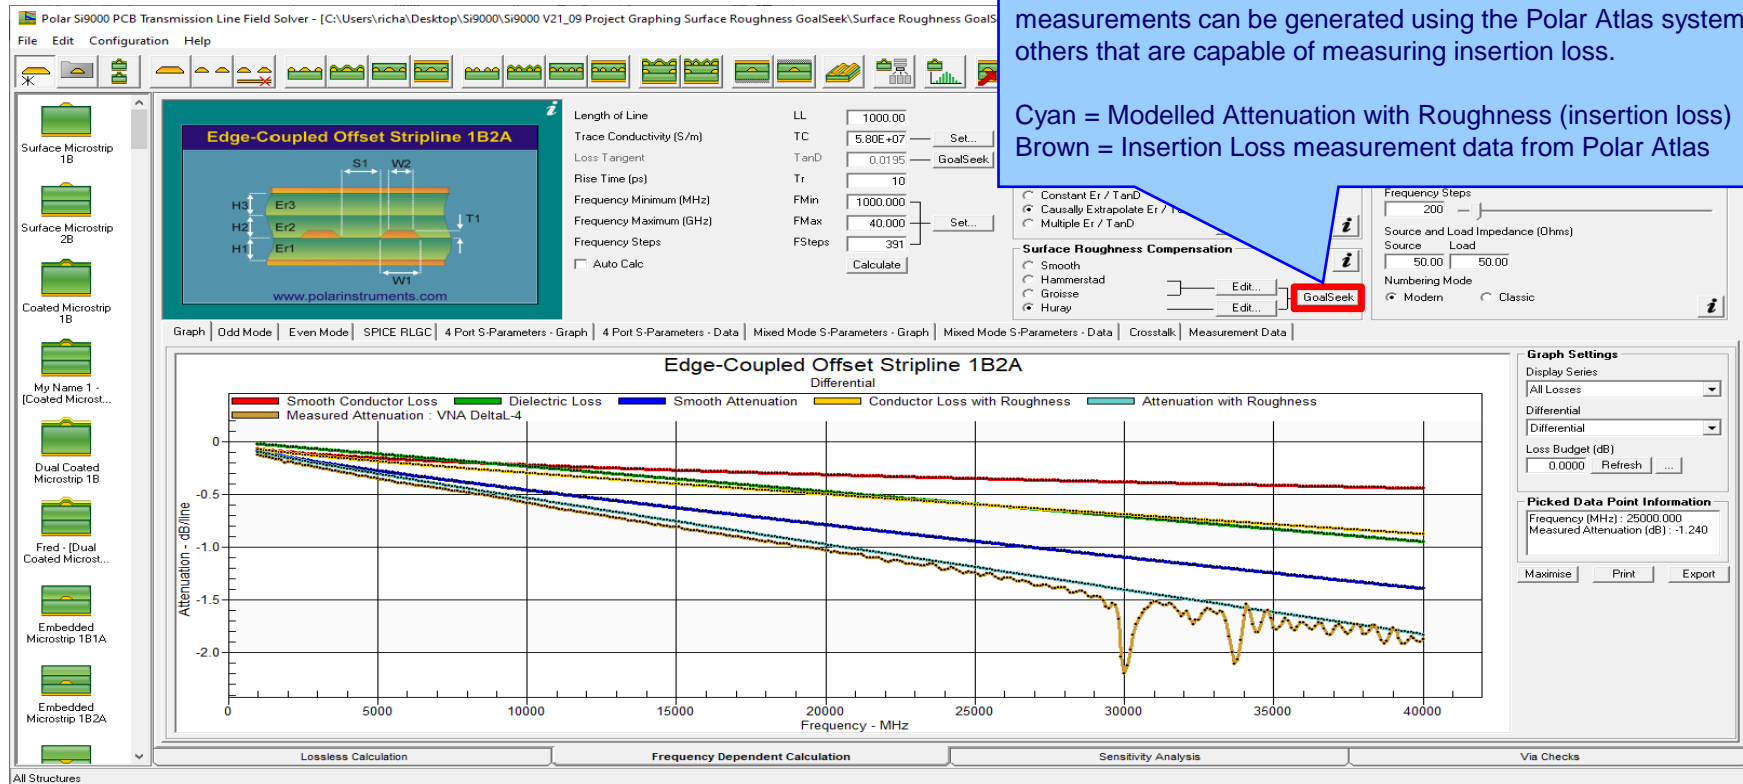 Polar Si9000 PCB Transmission Line Field Solver - [C:\Users\richa\Desktop\Si9000\Si9000 V21_09 Project Graphing Surface Roughness GoalSeek\Surface Roughness GoalS
File Edit Configuration Help
measurements can be generated using the Polar Atlas system
others that are capable of measuring insertion loss.
Cyan = Modelled Attenuation with Roughness (insertion loss)
Brown = Insertion Loss measurement data from Polar Atlas
Surface Microstrip
1B
Surface Microstrip
2B
Coated Microstrip
1B
My Name 1 -
[Coated Microst...
Dual Coated
Microstrip 1B
Fred - [Dual
Coated Microst...
Embedded
Microstrip 1B1A
Embedded
Microstrip 1B2A
Edge-Coupled Offset Stripline 1B2A
S1 W2
H3 Er3
H2 Er2 T1
H1 Er1
W1
www.polarinstruments.com
Length of Line LL 1000.00
Trace Conductivity (S/m) TC 5.80E+07 Set...
Loss Tangent TanD 0.0195 GoalSeek
Rise Time (ps) Tr 10
Frequency Minimum (MHz) FMin 1000.000
Frequency Maximum (GHz) FMax 40.000 Set...
Frequency Steps FSteps 391
Auto Calc Calculate
Constant Er / TanD
Causally Extrapolate Er / 
Multiple Er / TanD
Surface Roughness Compensation
Smooth
Hammerstad
Groisse Edit...
Huray Edit...
GoalSeek
Frequency Steps
200
Source and Load Impedance (Ohms)
Source Load
50.00 50.00
Numbering Mode
Modern Classic
Graph Odd Mode Even Mode SPICE RLGC 4 Port S-Parameters - Graph 4 Port S-Parameters - Data Mixed Mode S-Parameters - Graph Mixed Mode S-Parameters - Data Crosstalk Measurement Data
Edge-Coupled Offset Stripline 1B2A
Differential
Smooth Conductor Loss Dielectric Loss Smooth Attenuation Conductor Loss with Roughness Attenuation with Roughness
Measured Attenuation : VNA DeltaL-4
Attenuation - dB/line
0
-0.5
-1.0
-1.5
-2.0
0 5000 10000 15000 20000 25000 30000 35000 40000
Frequency - MHz
Graph Settings
Display Series
All Losses
Differential
Differential
Loss Budget (dB)
0.0000 Refresh ...
Picked Data Point Information
Frequency (MHz) : 25000.000
Measured Attenuation (dB) : -1.240
Maximise Print Export
Lossless Calculation Frequency Dependent Calculation Sensitivity Analysis Via Checks
All Structures